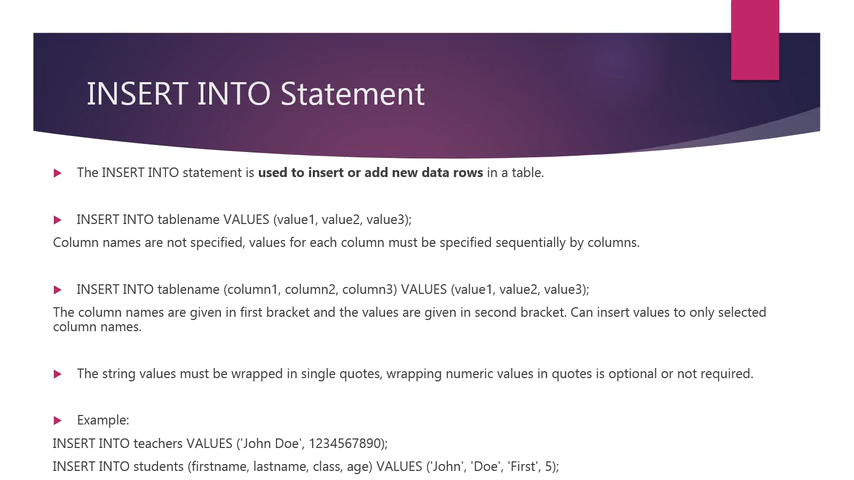 INSERT INTO Statement
The INSERT INTO statement is used to insert or add new data rows in a table.
INSERT INTO tablename VALUES (value1, value2, value3);
Column names are not specified, values for each column must be specified sequentially by columns.
INSERT INTO tablename (column1, column2, column3) VALUES (value1, value2, value3);
The column names are given in first bracket and the values are given in second bracket. Can insert values to only selected
column names.
The string values must be wrapped in single quotes, wrapping numeric values in quotes is optional or not required.
Example:
INSERT INTO teachers VALUES ('John Doe', 1234567890);
INSERT INTO students (firstname, lastname, class, age) VALUES ('John', 'Doe', 'First', 5);